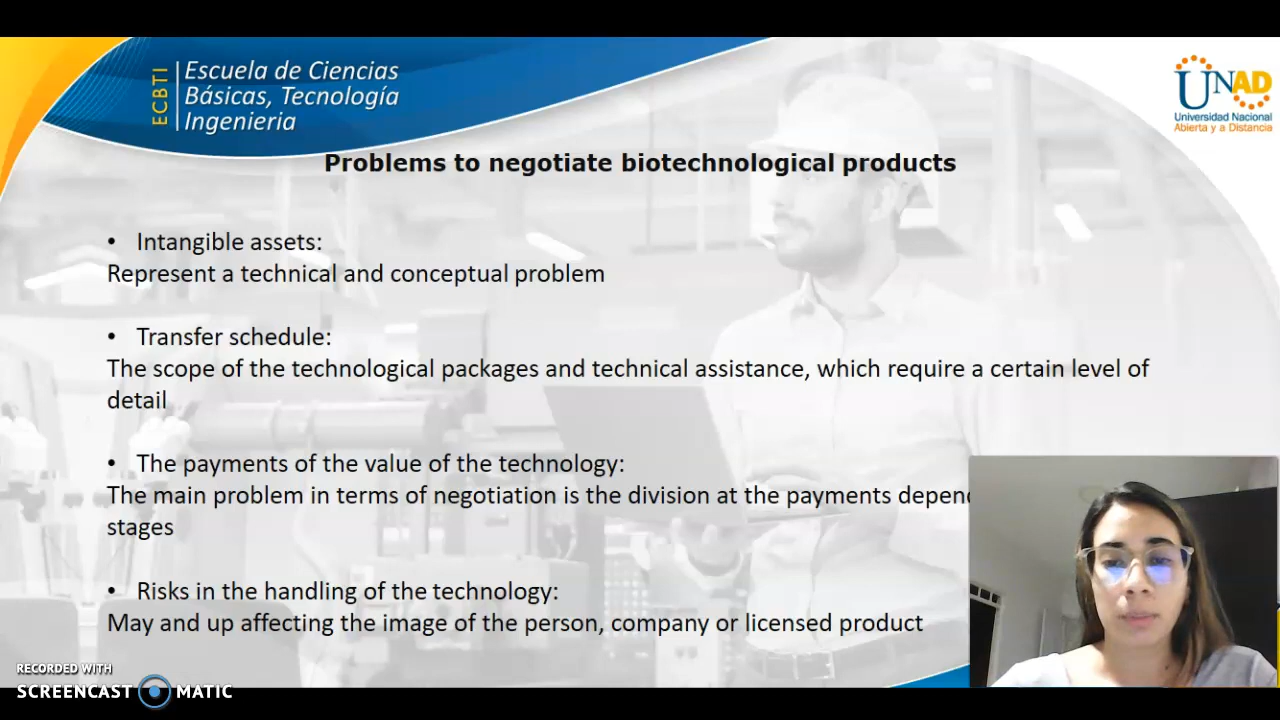 ECBTI
Escuela de Ciencias
Básicas, Tecnología
Ingenieria
UNAD
Universidad Nacional
Abierta y a Distancia
Problems to negotiate biotechnological products
• Intangible assets:
Represent a technical and conceptual problem
• Transfer schedule:
The scope of the technological packages and technical assistance, which require a certain level of
detail
• The payments of the value of the technology:
The main problem in terms of negotiation is the division at the payments
stages
• Risks in the handling of the technology:
May and up affecting the image of the person, company or licensed product
RECORDED WITH
SCREENCAST MATIC